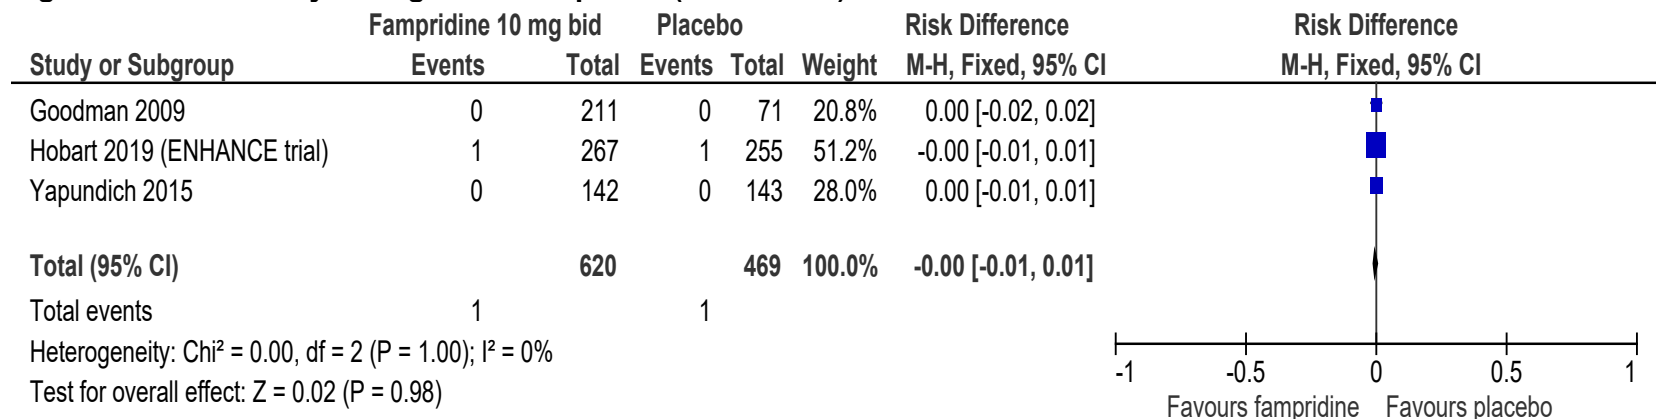 Fampridine 10 mg bid Placebo Risk Difference Risk Difference
Study or Subgroup Events Total Events Total Weight M-H, Fixed, 95% CI M-H, Fixed, 95% CI
Goodman 2009 0 211 0 71 20.8% 0.00 [-0.02, 0.02]
Hobart 2019 (ENHANCE trial) 1 267 1 255 51.2% -0.00 [-0.01, 0.01]
Yapundich 2015 0 142 0 143 28.0% 0.00 [-0.01, 0.01]
Total (95% CI) 620 469 100.0% -0.00 [-0.01, 0.01]
Total events 1 1
Heterogeneity: Chi² = 0.00, df = 2 (P = 1.00); I² = 0%
Test for overall effect: Z = 0.02 (P = 0.98)
-1 -0.5 0 0.5 1
Favours fampridine Favours placebo